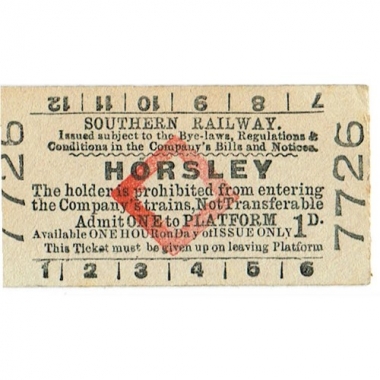 12 | 11 | 10 | 9 | 8 | 7
SOUTHERN RAILWAY.
Issued subject to the Bye-laws, Regulations &
Conditions in the Company's Bills and Notices.
HORSLEY
The holder is prohibited from entering
the Company's trains, Not Transferable
Admit ONE to PLATFORM 1D.
Available ONE HOUR on Day of ISSUE ONLY
This Ticket must be given up on leaving Platform
1 | 2 | 3 | 4 | 5 | 6
7726
7726